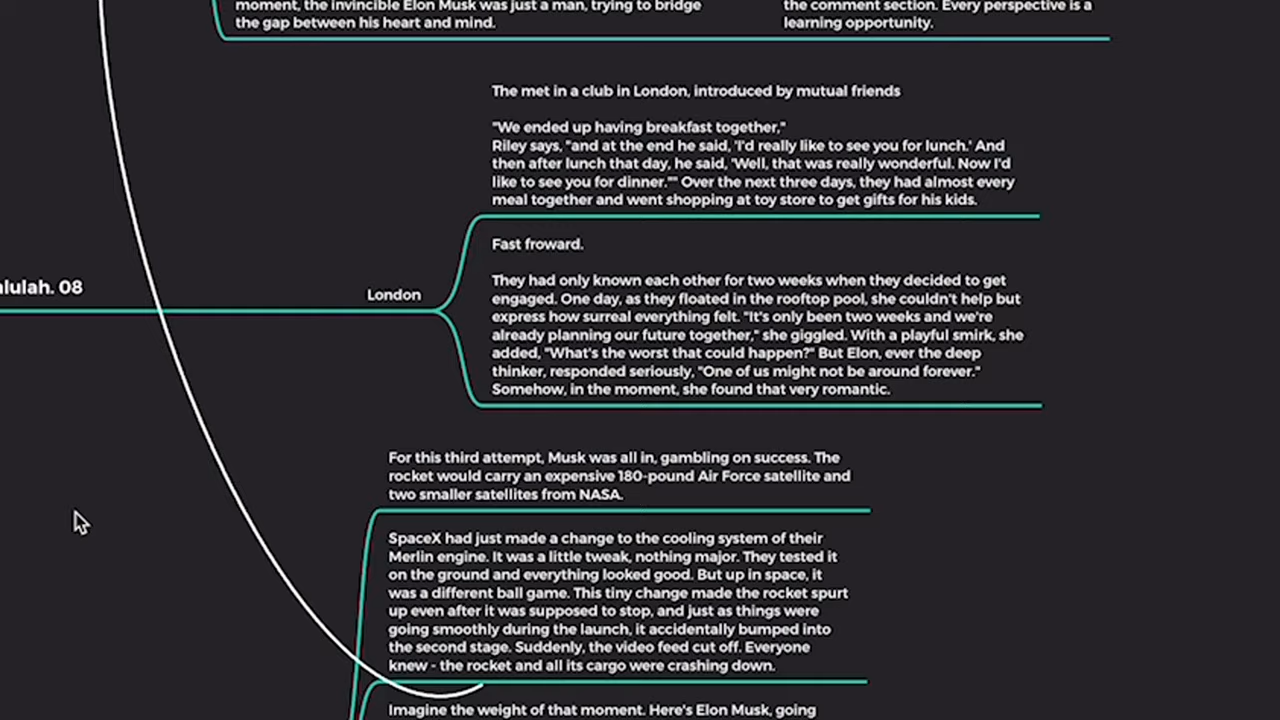 moment, the invincible Elon Musk was just a man, trying to bridge
the gap between his heart and mind.
the comment section. Every perspective is a
learning opportunity.
The met in a club in London, introduced by mutual friends
"We ended up having breakfast together,"
Riley says, "and at the end he said, 'I'd really like to see you for lunch.' And
then after lunch that day, he said, 'Well, that was really wonderful. Now I'd
like to see you for dinner."" Over the next three days, they had almost every
meal together and went shopping at toy store to get gifts for his kids.
Fast froward.
They had only known each other for two weeks when they decided to get
engaged. One day, as they floated in the rooftop pool, she couldn't help but
express how surreal everything felt. "It's only been two weeks and we're
already planning our future together," she giggled. With a playful smirk, she
added, "What's the worst that could happen?" But Elon, ever the deep
thinker, responded seriously, "One of us might not be around forever."
Somehow, in the moment, she found that very romantic.
lulah. 08
London
For this third attempt, Musk was all in, gambling on success. The
rocket would carry an expensive 180-pound Air Force satellite and
two smaller satellites from NASA.
SpaceX had just made a change to the cooling system of their
Merlin engine. It was a little tweak, nothing major. They tested it
on the ground and everything looked good. But up in space, it
was a different ball game. This tiny change made the rocket spurt
up even after it was supposed to stop, and just as things were
going smoothly during the launch, it accidentally bumped into
the second stage. Suddenly, the video feed cut off. Everyone
knew - the rocket and all its cargo were crashing down.
Imagine the weight of that moment. Here's Elon Musk, going